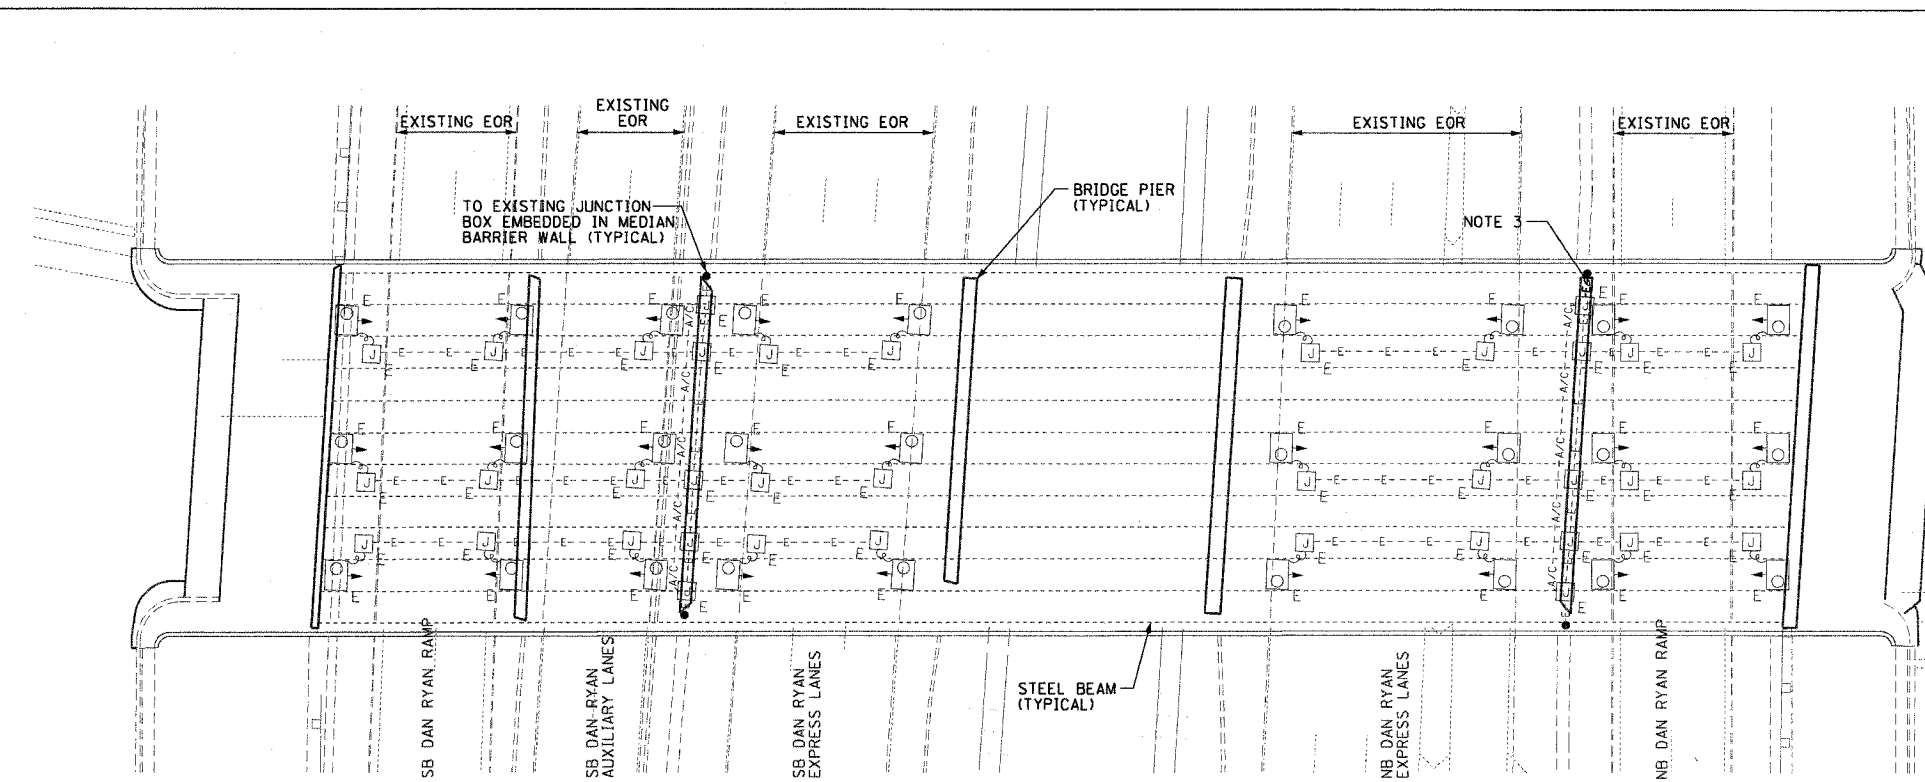 EXISTING EOR
EXISTING
EOR
EXISTING EOR
EXISTING EOR
EXISTING EOR
TO EXISTING JUNCTION
BOX EMBEDDED IN MEDIAN
BARRIER WALL (TYPICAL)
BRIDGE PIER
(TYPICAL)
NOTE 3
E E E E E E E E E E
J E E J E E J J J E E J J E E E J J J E E J
E E E E E E E E E E
A/C A/C
A/C A/C
E E E E E E E E E E
J E E J E E J J J E E J J E E E J J J E E J
E E E E E E E E E E
A/C A/C
J E E J E E J J J E E J J E E E J J J E E J
A/C A/C
E E E E E E E E E E
STEEL BEAM
(TYPICAL)
SB DAN RYAN RAMP
SB DAN RYAN
AUXILIARY LANES
SB DAN RYAN
EXPRESS LANES
NB DAN RYAN
EXPRESS LANES
NB DAN RYAN RAMP